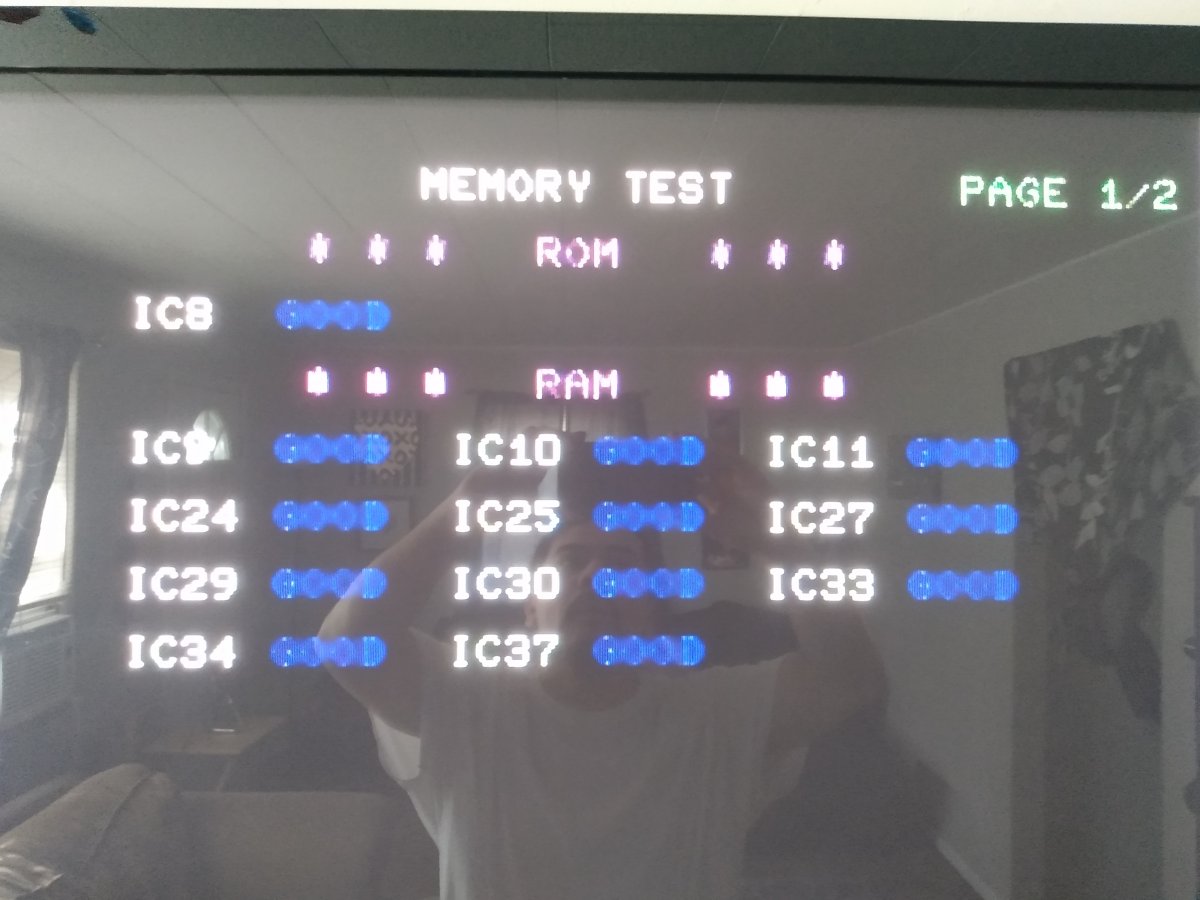 MEMORY TEST PAGE 1/2
* * * ROM * * *
IC8 GOOD
* * * RAM * * *
IC9 GOOD IC10 GOOD IC11 GOOD
IC24 GOOD IC25 GOOD IC27 GOOD
IC29 GOOD IC30 GOOD IC33 GOOD
IC34 GOOD IC37 GOOD